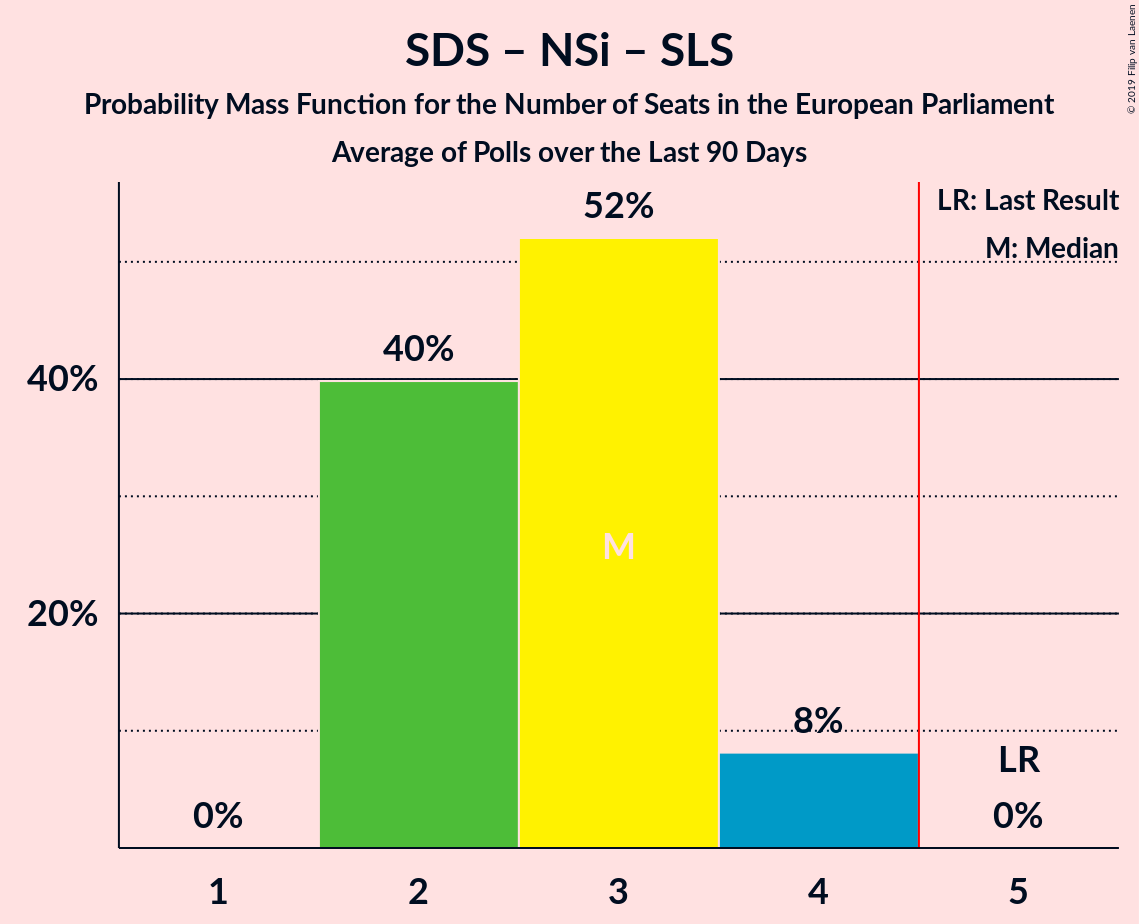 SDS – NSi – SLS
Probability Mass Function for the Number of Seats in the European Parliament
Average of Polls over the Last 90 Days
© 2019 Filip van Laenen
LR: Last Result
M: Median
52%
40%
40%
M
20%
8%
LR
0%
0%
1 2 3 4 5